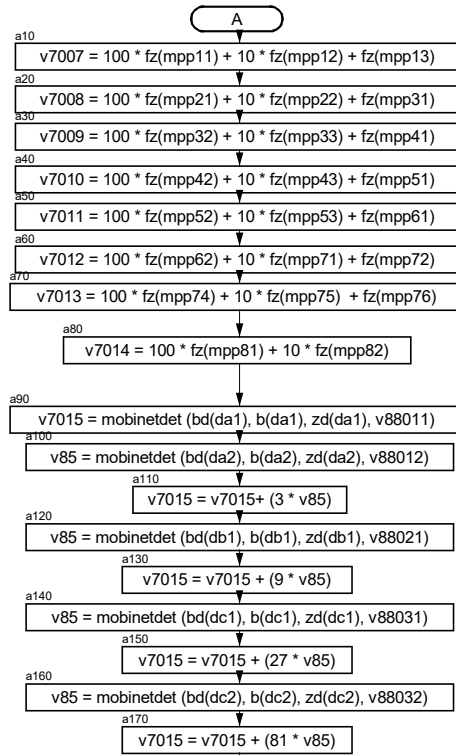 A
a10
v7007 = 100 * fz(mpp11) + 10 * fz(mpp12) + fz(mpp13)
a20
v7008 = 100 * fz(mpp21) + 10 * fz(mpp22) + fz(mpp31)
a30
v7009 = 100 * fz(mpp32) + 10 * fz(mpp33) + fz(mpp41)
a40
v7010 = 100 * fz(mpp42) + 10 * fz(mpp43) + fz(mpp51)
a50
v7011 = 100 * fz(mpp52) + 10 * fz(mpp53) + fz(mpp61)
a60
v7012 = 100 * fz(mpp62) + 10 * fz(mpp71) + fz(mpp72)
a70
v7013 = 100 * fz(mpp74) + 10 * fz(mpp75) + fz(mpp76)
a80
v7014 = 100 * fz(mpp81) + 10 * fz(mpp82)
a90
v7015 = mobinetdet (bd(da1), b(da1), zd(da1), v88011)
a100
v85 = mobinetdet (bd(da2), b(da2), zd(da2), v88012)
a110
v7015 = v7015+ (3 * v85)
a120
v85 = mobinetdet (bd(db1), b(db1), zd(db1), v88021)
a130
v7015 = v7015 + (9 * v85)
a140
v85 = mobinetdet (bd(dc1), b(dc1), zd(dc1), v88031)
a150
v7015 = v7015 + (27 * v85)
a160
v85 = mobinetdet (bd(dc2), b(dc2), zd(dc2), v88032)
a170
v7015 = v7015 + (81 * v85)